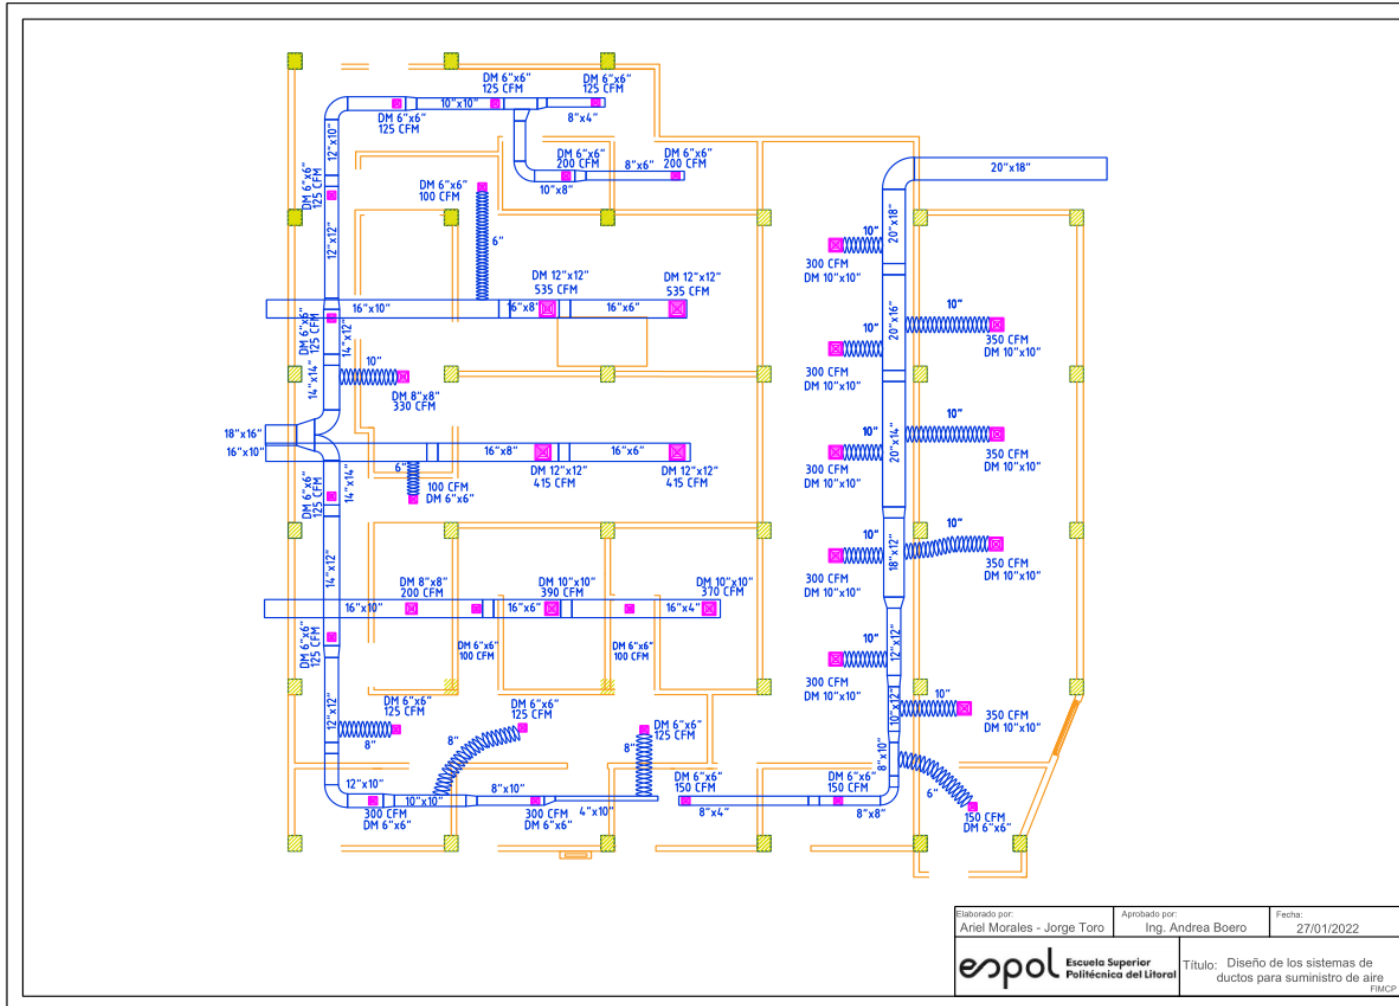 DM 6"x6"
125 CFM
DM 6"x6"
125 CFM
10"x10"
8"x4"
DM 6"x6"
125 CFM
12"x10"
DM 6"x6"
200 CFM
8"x6"
DM 6"x6"
200 CFM
10"x8"
20"x18"
DM 6"x6"
125 CFM
DM 6"x6"
100 CFM
6"
12"x12"
20"x18"
10"
300 CFM
DM 10"x10"
DM 12"x12"
535 CFM
DM 12"x12"
535 CFM
16"x10"
16"x8"
16"x6"
DM 6"x6"
125 CFM
14"x12"
20"x16"
10"
350 CFM
DM 10"x10"
10"
300 CFM
DM 10"x10"
14"x14"
10"
DM 8"x8"
330 CFM
20"x14"
10"
350 CFM
DM 10"x10"
10"
300 CFM
DM 10"x10"
18"x16"
16"x10"
16"x8"
16"x6"
6"
DM 12"x12"
415 CFM
DM 12"x12"
415 CFM
100 CFM
DM 6"x6"
DM 6"x6"
125 CFM
14"x14"
10"
300 CFM
DM 10"x10"
18"x12"
10"
350 CFM
DM 10"x10"
14"x12"
DM 8"x8"
200 CFM
DM 10"x10"
390 CFM
DM 10"x10"
370 CFM
16"x10"
16"x6"
16"x4"
DM 6"x6"
125 CFM
DM 6"x6"
100 CFM
DM 6"x6"
100 CFM
10"
12"x12"
300 CFM
DM 10"x10"
10"
350 CFM
DM 10"x10"
10"x12"
12"x12"
DM 6"x6"
125 CFM
8"
DM 6"x6"
125 CFM
8"
DM 6"x6"
125 CFM
8"
8"x10"
12"x10"
10"x10"
8"x10"
4"x10"
300 CFM
DM 6"x6"
300 CFM
DM 6"x6"
DM 6"x6"
150 CFM
8"x4"
DM 6"x6"
150 CFM
8"x8"
6"
150 CFM
DM 6"x6"
Elaborado por:
Ariel Morales - Jorge Toro
Aprobado por:
Ing. Andrea Boero
Fecha:
27/01/2022
espol
Escuela Superior
Politécnica del Litoral
Título: Diseño de los sistemas de
ductos para suministro de aire
FIMCP